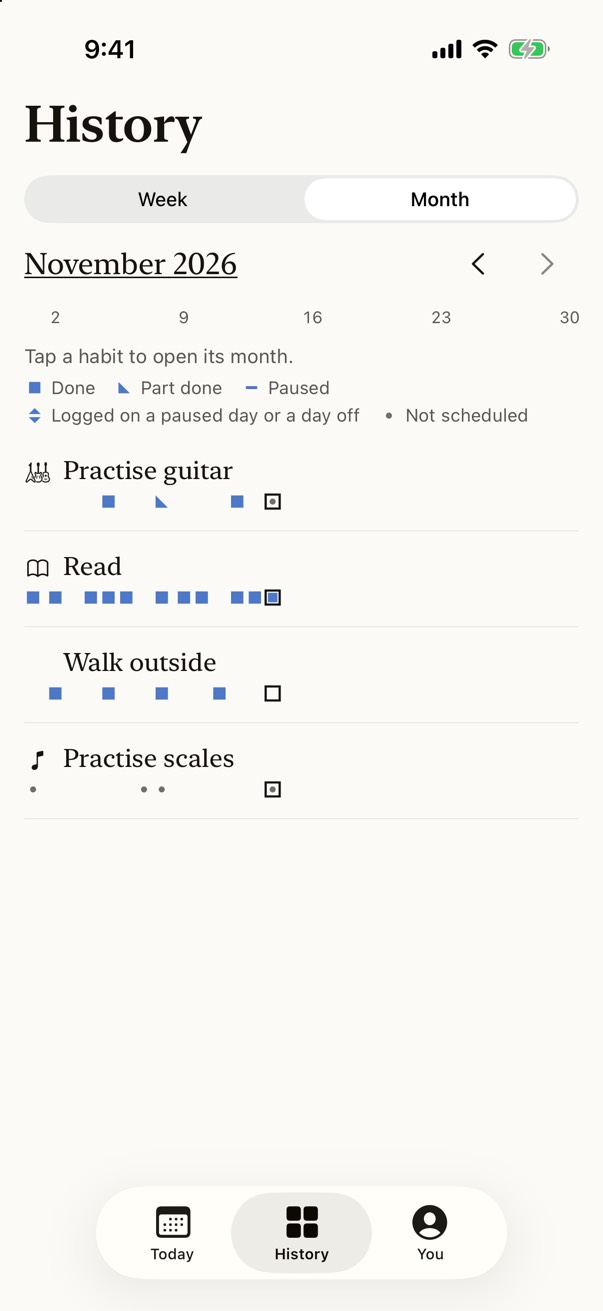 9:41
History
Week Month
November 2026
2 9 16 23 30
Tap a habit to open its month.
Done Part done Paused
Logged on a paused day or a day off Not scheduled
Practise guitar
Read
Walk outside
Practise scales
Today History You